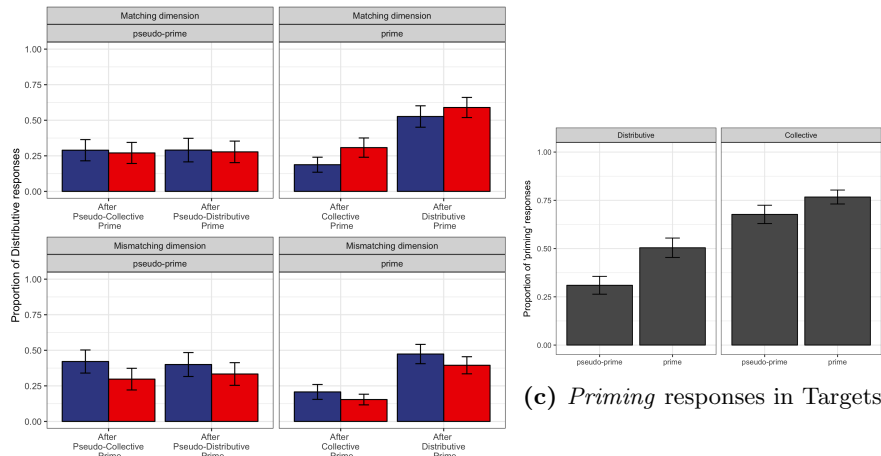 Proportion of Distributive responses
Matching dimension
Matching dimension
pseudo-prime
prime
1.00
0.75
0.50
0.25
0.00
After
Pseudo-Collective
Prime
After
Pseudo-Distributive
Prime
After
Collective
Prime
After
Distributive
Prime
Mismatching dimension
Mismatching dimension
pseudo-prime
prime
1.00
0.75
0.50
0.25
0.00
After
Pseudo-Collective
Prime
After
Pseudo-Distributive
Prime
After
Collective
Prime
After
Distributive
Prime
Proportion of 'priming' responses
Distributive
Collective
1.00
0.75
0.50
0.25
0.00
pseudo-prime
prime
pseudo-prime
prime
(c) Priming responses in Targets